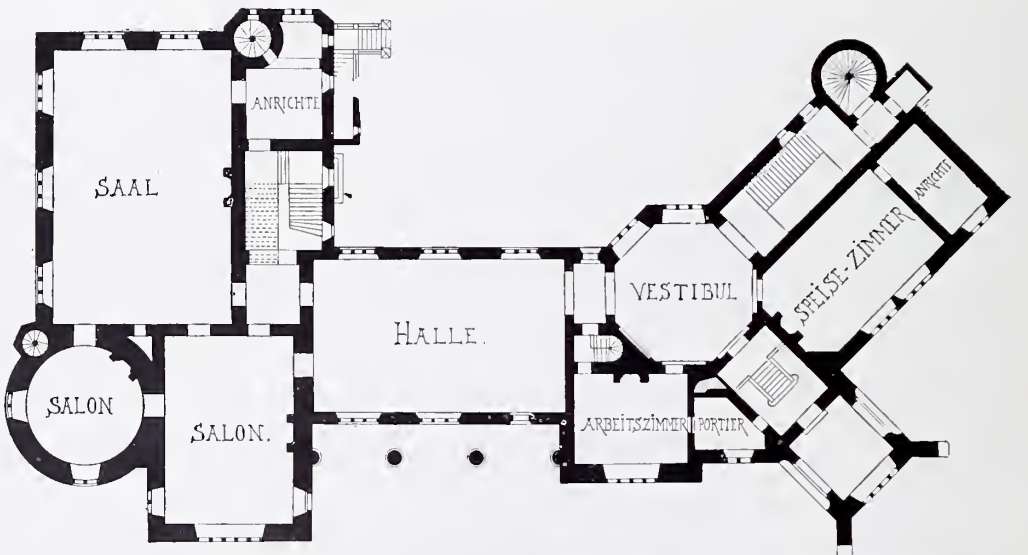 ANRICHTE
SAAL
ANRICHTE
SPEISE-ZIMMER
VESTIBUL
HALLE.
SALON
SALON.
ARBEITSZIMMER
PORTIER